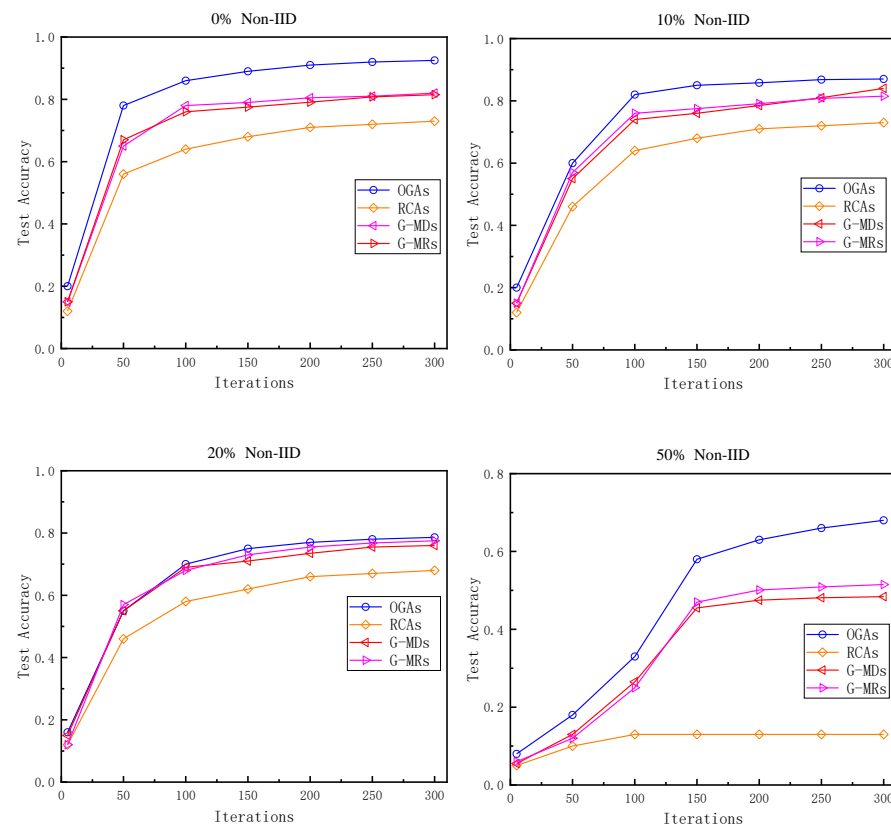 0% Non-IID
1.0
0.8
0.6
0.4
0.2
0.0
Test Accuracy
OGAs
RCAs
G-MDs
G-MRs
0 50 100 150 200 250 300
Iterations
10% Non-IID
1.0
0.8
0.6
0.4
0.2
0.0
Test Accuracy
OGAs
RCAs
G-MDs
G-MRs
0 50 100 150 200 250 300
Iterations
20% Non-IID
1.0
0.8
0.6
0.4
0.2
0.0
Test Accuracy
OGAs
RCAs
G-MDs
G-MRs
0 50 100 150 200 250 300
Iterations
50% Non-IID
0.8
0.6
0.4
0.2
0.0
Test Accuracy
OGAs
RCAs
G-MDs
G-MRs
0 50 100 150 200 250 300
Iterations